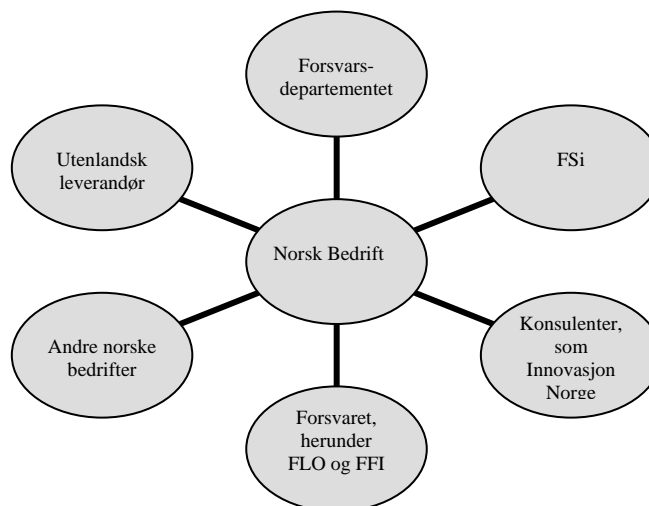 Forsvars-
departementet
Utenlandsk
leverandør
FSi
Norsk Bedrift
Andre norske
bedrifter
Konsulenter,
som
Innovasjon
Norge
Forsvaret,
herunder
FLO og FFI